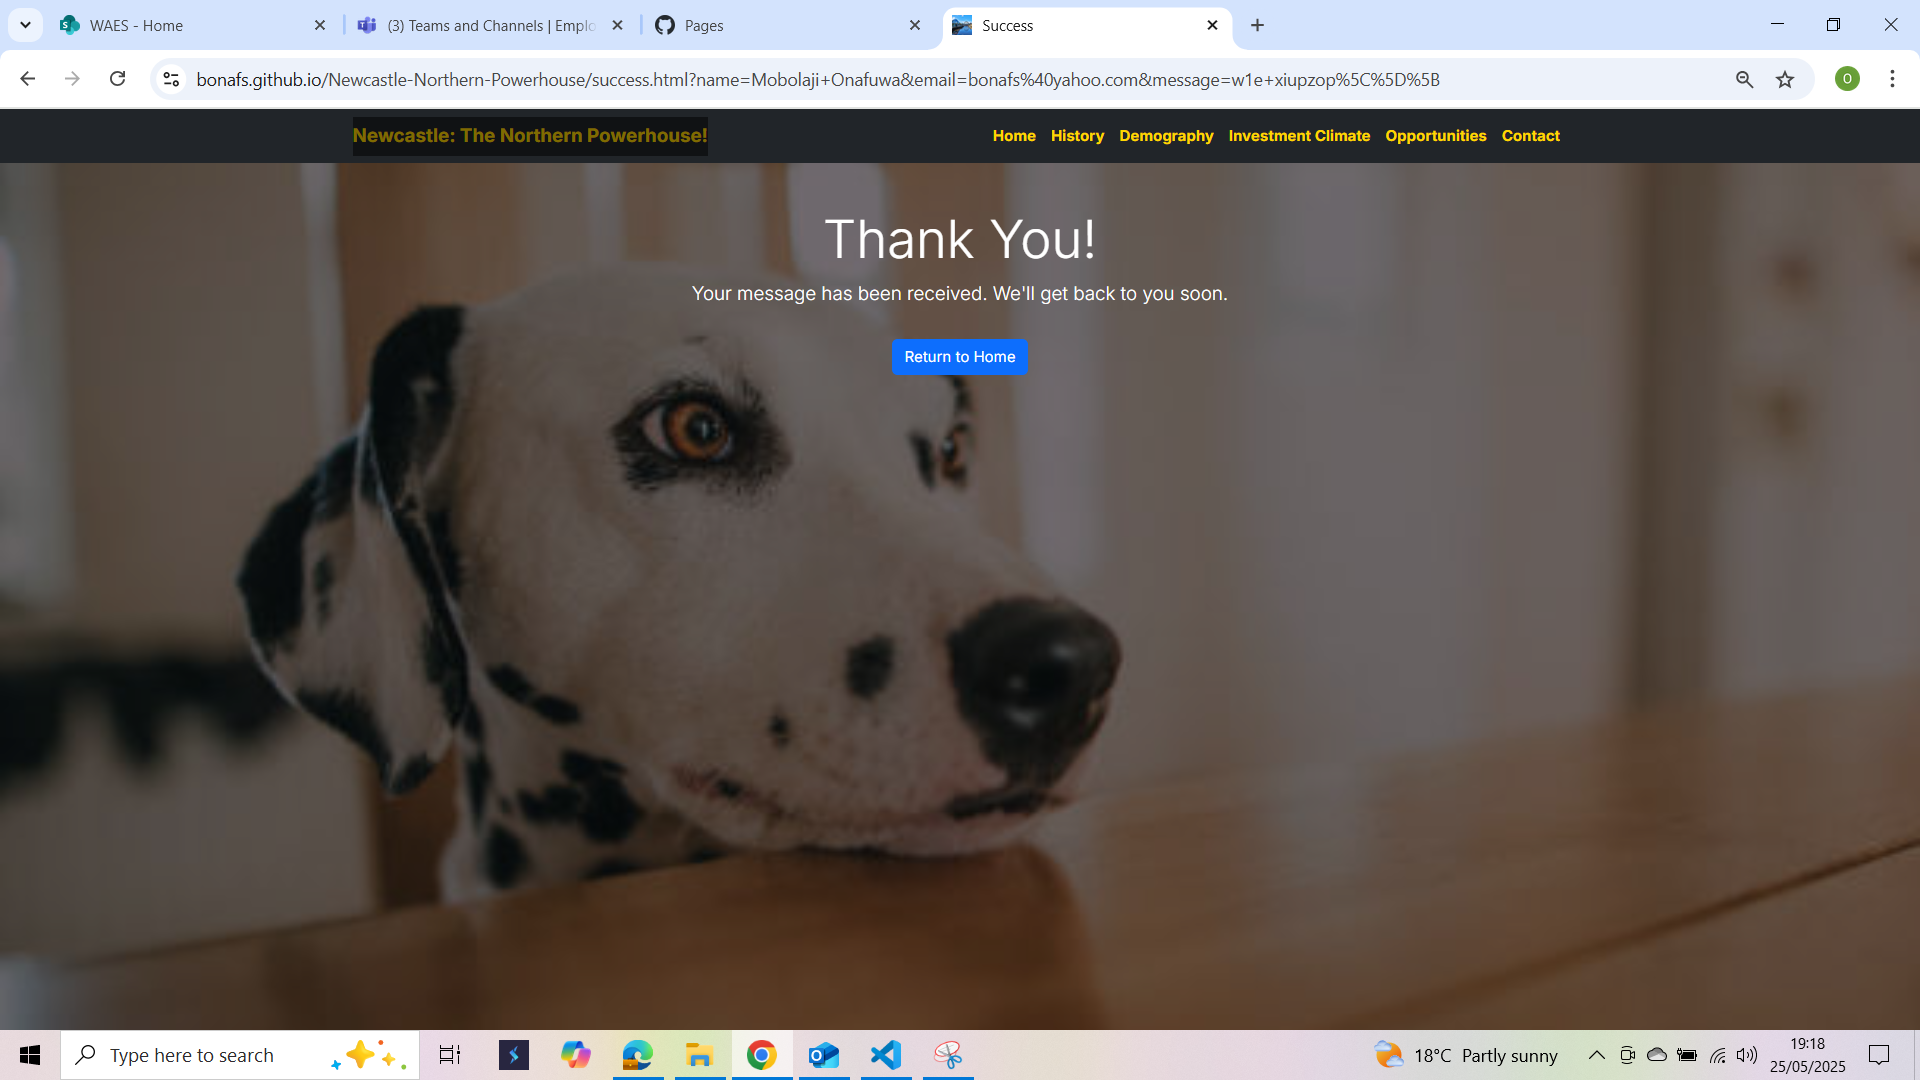 WAES - Home
(3) Teams and Channels | Emplo
Pages
Success
bonafs.github.io/Newcastle-Northern-Powerhouse/success.html?name=Mobolaji+Onafuwa&email=bonafs%40yahoo.com&message=w1e+xiupzop%5C%5D%5B
O
Newcastle: The Northern Powerhouse!
Home History Demography Investment Climate Opportunities Contact
Thank You!
Your message has been received. We'll get back to you soon.
Return to Home
Type here to search
18°C Partly sunny
19:18
25/05/2025